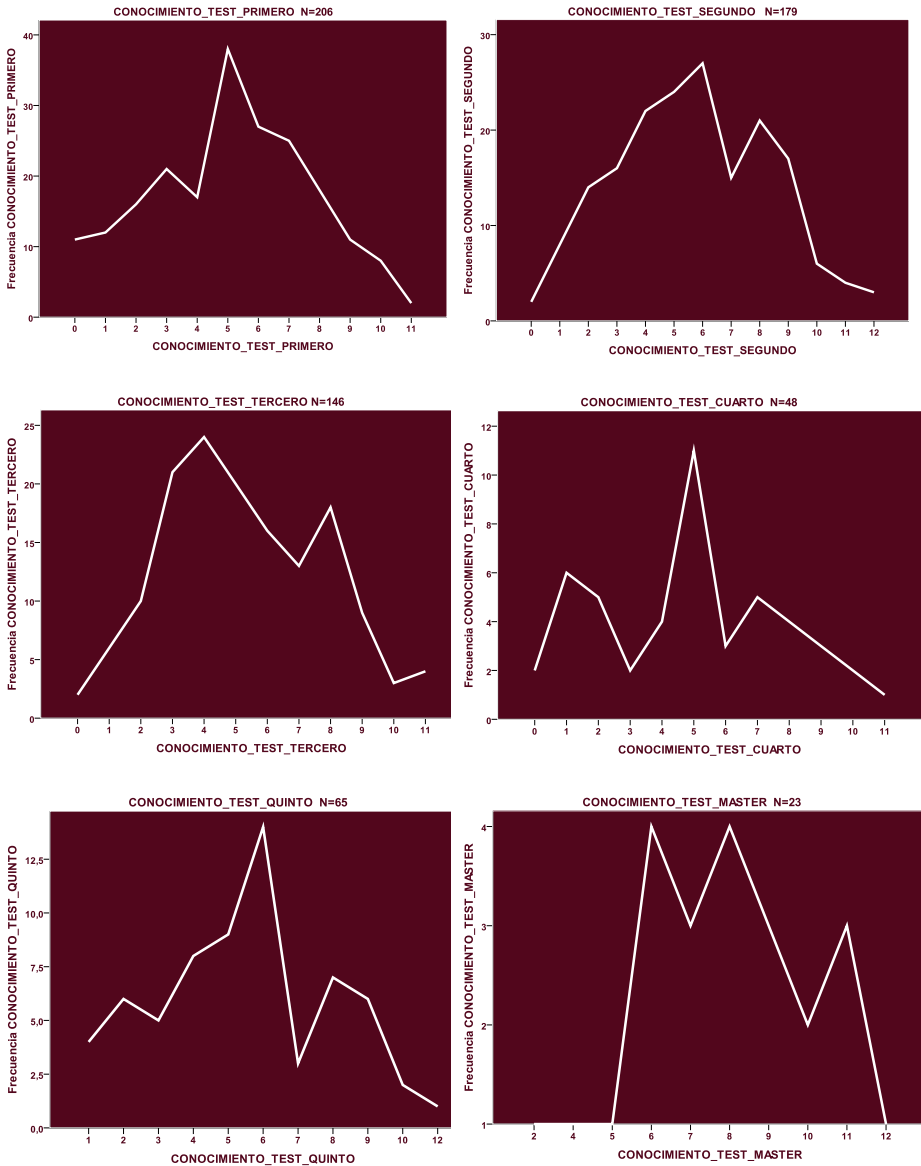 CONOCIMIENTO_TEST_PRIMERO N=206
Frecuencia CONOCIMIENTO_TEST_PRIMERO
40
30
20
10
0
0 1 2 3 4 5 6 7 8 9 10 11
CONOCIMIENTO_TEST_PRIMERO
CONOCIMIENTO_TEST_SEGUNDO N=179
Frecuencia CONOCIMIENTO_TEST_SEGUNDO
30
20
10
0
0 1 2 3 4 5 6 7 8 9 10 11 12
CONOCIMIENTO_TEST_SEGUNDO
CONOCIMIENTO_TEST_TERCERO N=146
Frecuencia CONOCIMIENTO_TEST_TERCERO
25
20
15
10
5
0
0 1 2 3 4 5 6 7 8 9 10 11
CONOCIMIENTO_TEST_TERCERO
CONOCIMIENTO_TEST_CUARTO N=48
Frecuencia CONOCIMIENTO_TEST_CUARTO
12
10
8
6
4
2
0
0 1 2 3 4 5 6 7 8 9 10 11
CONOCIMIENTO_TEST_CUARTO
CONOCIMIENTO_TEST_QUINTO N=65
Frecuencia CONOCIMIENTO_TEST_QUINTO
12,5
10,0
7,5
5,0
2,5
0,0
1 2 3 4 5 6 7 8 9 10 12
CONOCIMIENTO_TEST_QUINTO
CONOCIMIENTO_TEST_MASTER N=23
Frecuencia CONOCIMIENTO_TEST_MASTER
4
3
2
1
2 4 5 6 7 8 9 10 11 12
CONOCIMIENTO_TEST_MASTER